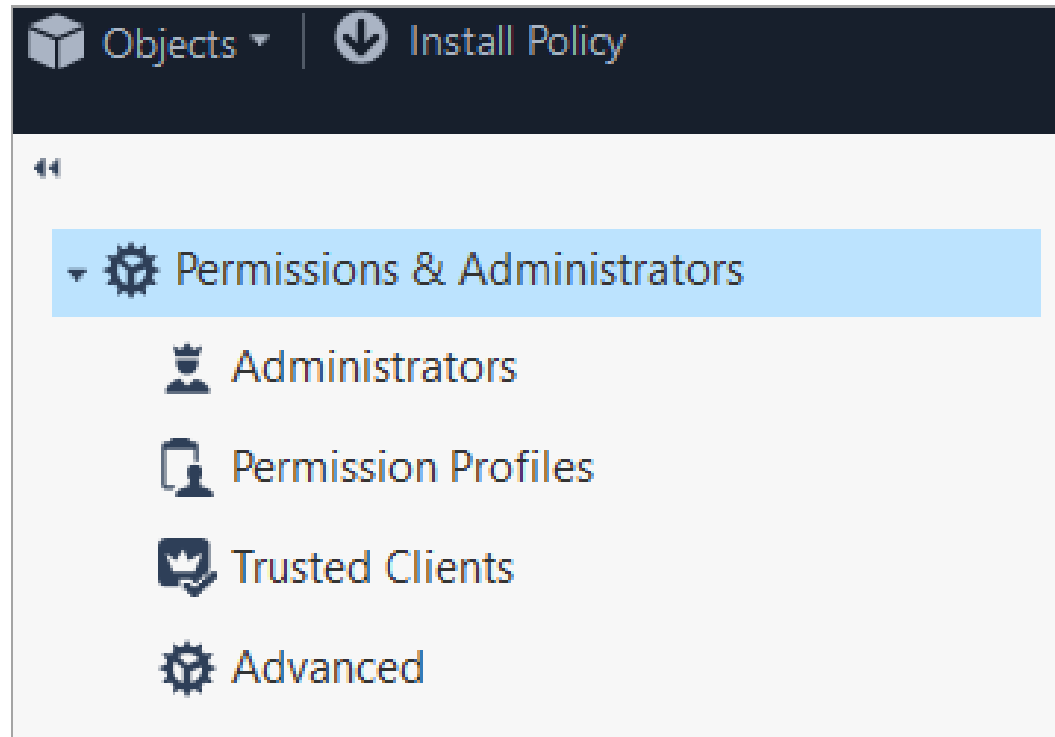 Objects Install Policy
Permissions & Administrators
Administrators
Permission Profiles
Trusted Clients
Advanced